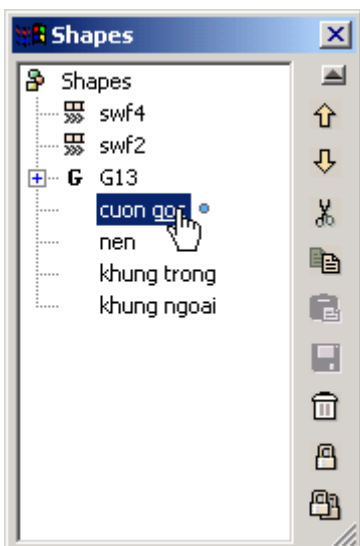 Shapes
Shapes
swf4
swf2
G G13
cuon goc
nen
khung trong
khung ngoai